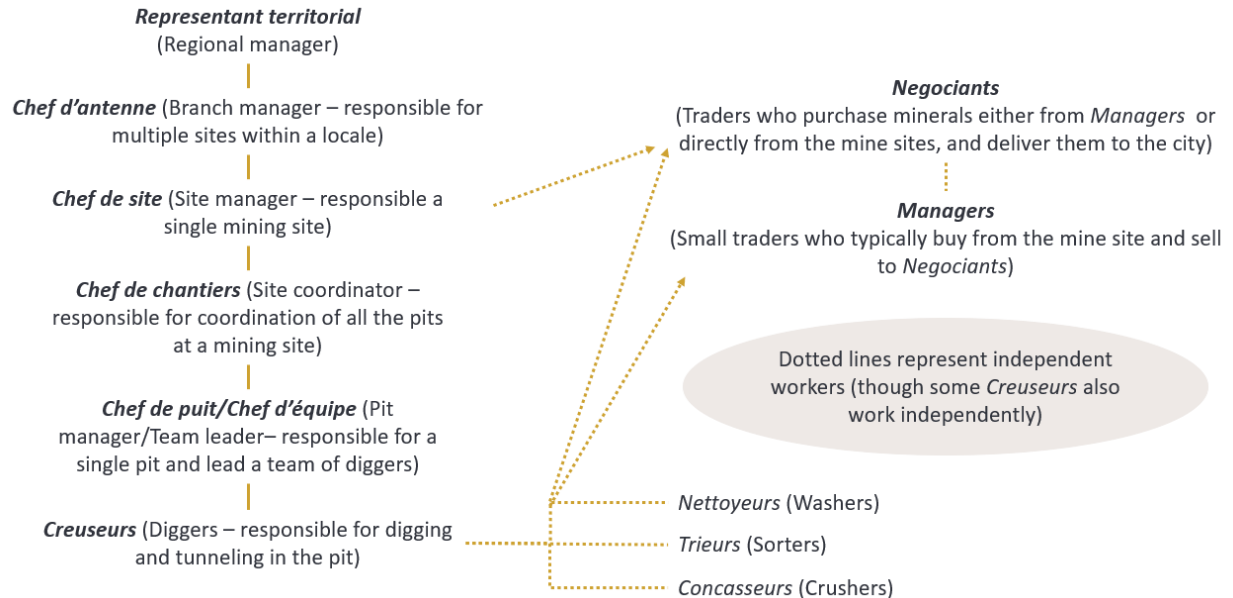 Representant territorial
(Regional manager)
Chef d’antenne (Branch manager – responsible for
multiple sites within a locale)
Chef de site (Site manager – responsible a
single mining site)
Chef de chantiers (Site coordinator –
responsible for coordination of all the pits
at a mining site)
Chef de puit/Chef d’équipe (Pit
manager/Team leader– responsible for a
single pit and lead a team of diggers)
Creuseurs (Diggers – responsible for digging
and tunneling in the pit)
Negociants
(Traders who purchase minerals either from Managers or
directly from the mine sites, and deliver them to the city)
Managers
(Small traders who typically buy from the mine site and sell
to Negociants)
Dotted lines represent independent
workers (though some Creuseurs also
work independently)
Nettoyeurs (Washers)
Trieurs (Sorters)
Concasseurs (Crushers)